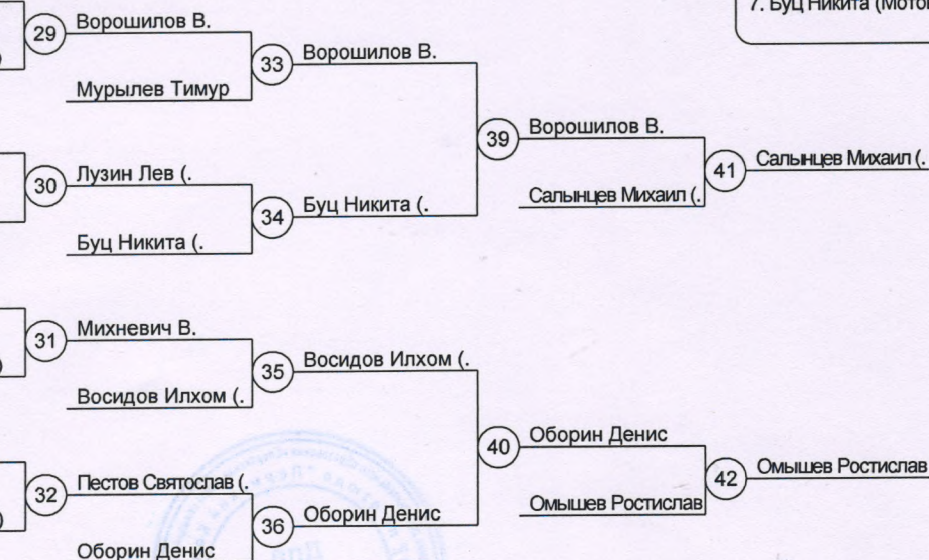 7. Буц Никита (Мото
29 Ворошилов В.
Мурылев Тимур
33 Ворошилов В.
39 Ворошилов В.
Салынцев Михаил (.
41 Салынцев Михаил (.
30 Лузин Лев (.
Буц Никита (.
34 Буц Никита (.
31 Михневич В.
Восидов Илхом (.
35 Восидов Илхом (.
40 Оборин Денис
Омышев Ростислав
42 Омышев Ростислав
32 Пестов Святослав (.
Оборин Денис
36 Оборин Денис